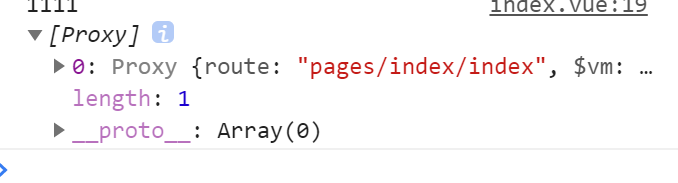 1111 index.vue:19
[Proxy] i
0: Proxy {route: "pages/index/index", $vm: …
length: 1
__proto__: Array(0)